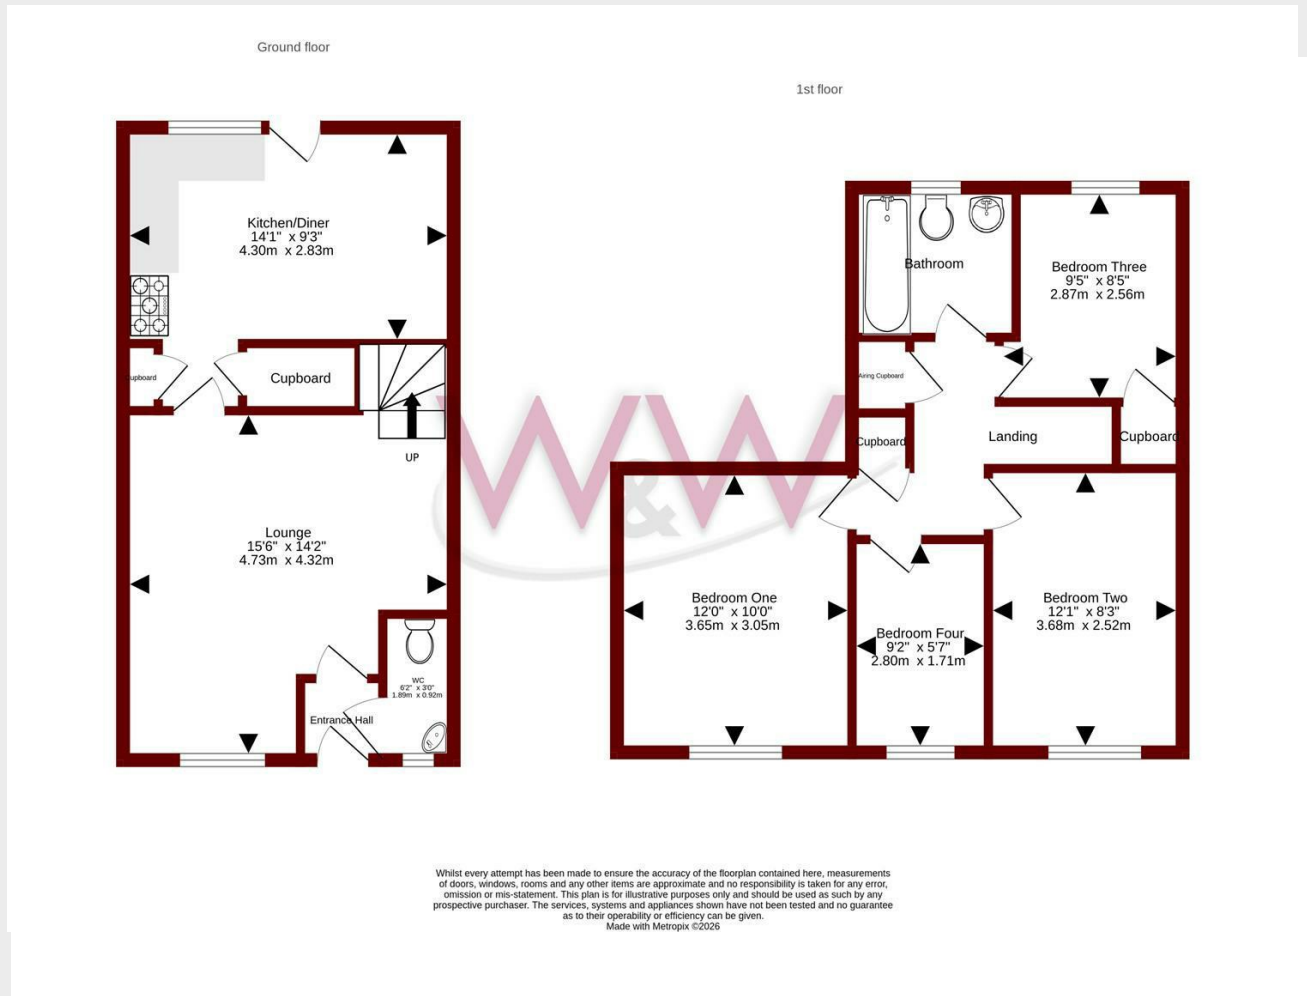 Ground floor
1st floor
Kitchen/Diner
14'1" x 9'3"
4.30m x 2.83m
Cupboard
Cupboard
UP
Lounge
15'6" x 14'2"
4.73m x 4.32m
WC
6'2" x 3'0"
1.89m x 0.92m
Entrance Hall
Bathroom
Bedroom Three
9'5" x 8'5"
2.87m x 2.56m
Airing Cupboard
Cupboard
Landing
Cupboard
Bedroom One
12'0" x 10'0"
3.65m x 3.05m
Bedroom Four
9'2" x 5'7"
2.80m x 1.71m
Bedroom Two
12'1" x 8'3"
3.68m x 2.52m
W&W
Whilst every attempt has been made to ensure the accuracy of the floorplan contained here, measurements
of doors, windows, rooms and any other items are approximate and no responsibility is taken for any error,
omission or mis-statement. This plan is for illustrative purposes only and should be used as such by any
prospective purchaser. The services, systems and appliances shown have not been tested and no guarantee
as to their operability or efficiency can be given.
Made with Metropix ©2026